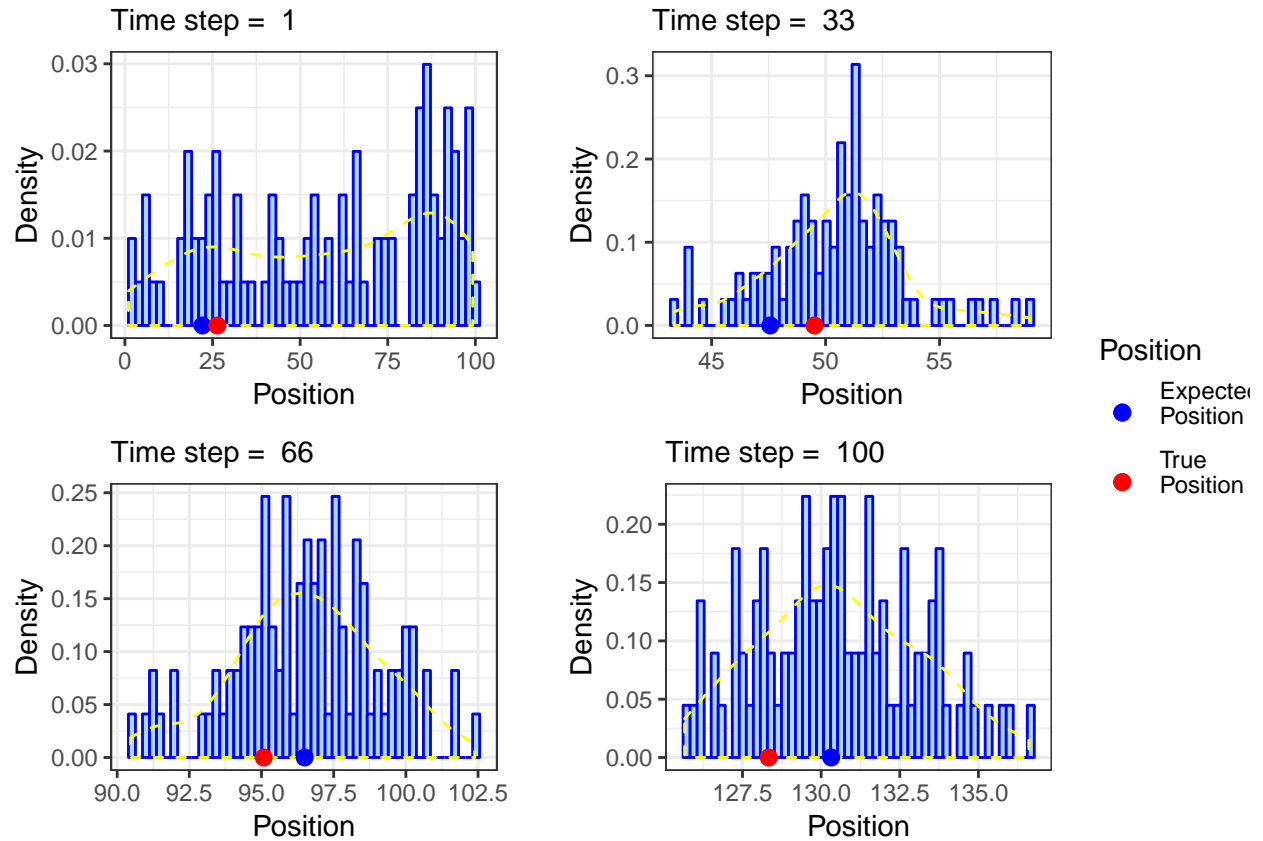 Time step =  1
0.03
0.02
0.01
0.00
Density
0
25
50
75
100
Position
Time step =  33
0.3
0.2
0.1
0.0
Density
45
50
55
Position
Time step =  66
0.25
0.20
0.15
0.10
0.05
0.00
Density
90.0
92.5
95.0
97.5
100.0
102.5
Position
Time step =  100
0.20
0.15
0.10
0.05
0.00
Density
127.5
130.0
132.5
135.0
Position
Position
Expected
Position
True
Position